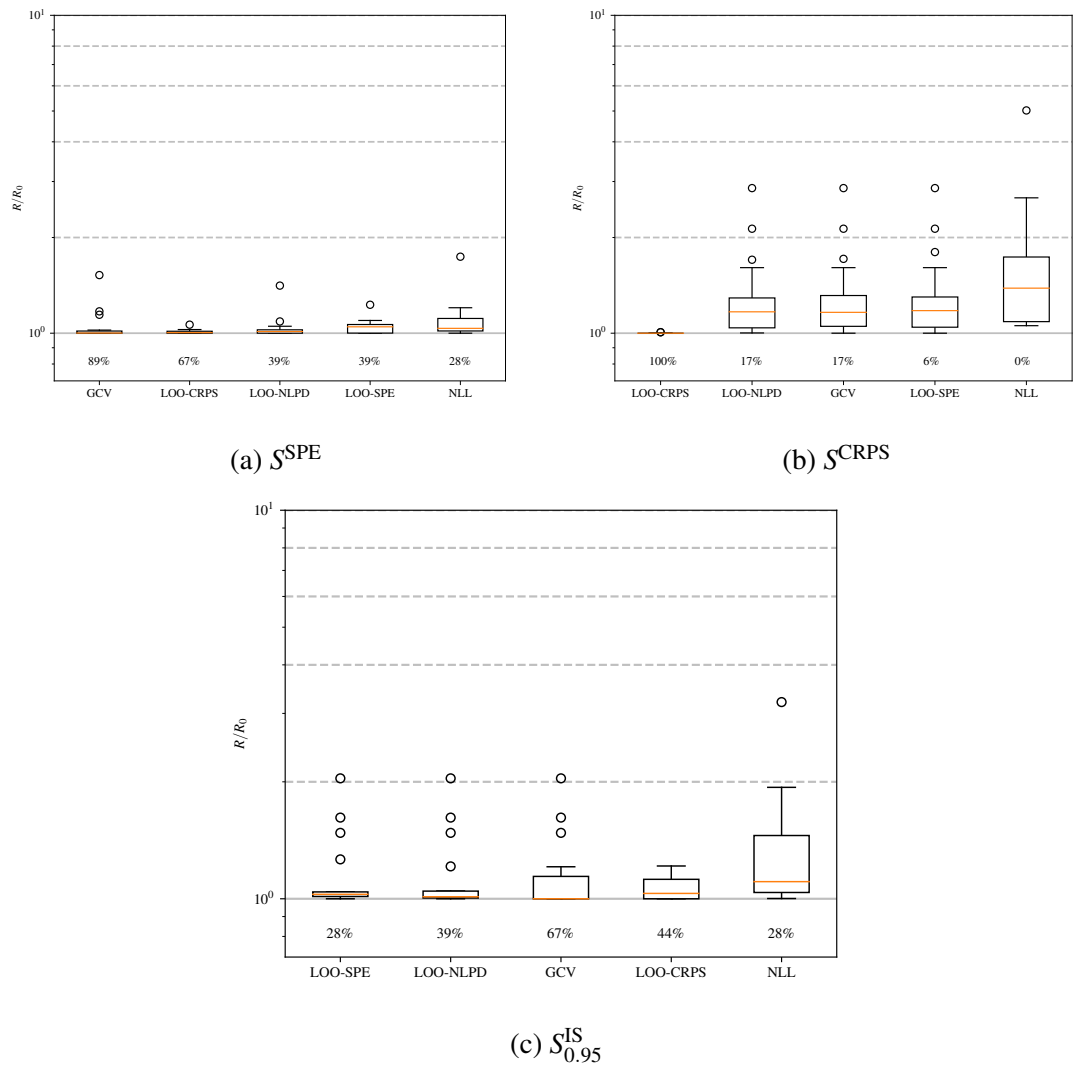 10¹
R/R₀
10⁰
89% 67% 39% 39% 28%
GCV LOO-CRPS LOO-NLPD LOO-SPE NLL
(a) S^SPE
10¹
R/R₀
10⁰
100% 17% 17% 6% 0%
LOO-CRPS LOO-NLPD GCV LOO-SPE NLL
(b) S^CRPS
10¹
R/R₀
10⁰
28% 39% 67% 44% 28%
LOO-SPE LOO-NLPD GCV LOO-CRPS NLL
(c) S^IS_0.95